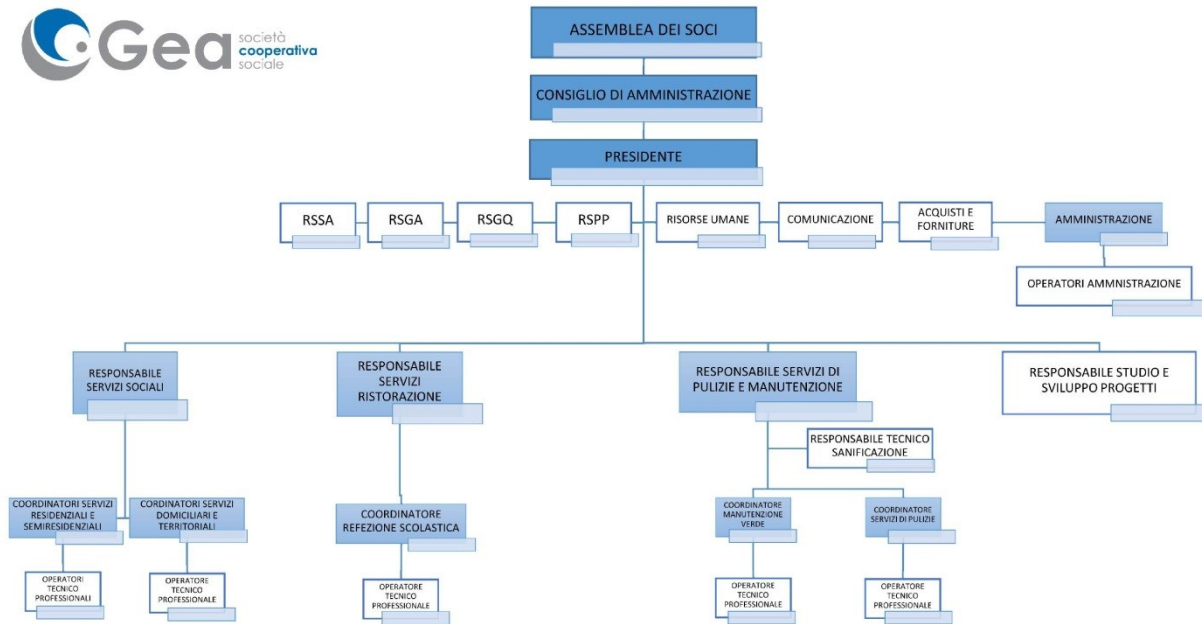 Gea
società
cooperativa
sociale
ASSEMBLEA DEI SOCI
CONSIGLIO DI AMMINISTRAZIONE
PRESIDENTE
RSSA
RSGA
RSGQ
RSPP
RISORSE UMANE
COMUNICAZIONE
ACQUISTI E
FORNITURE
AMMINISTRAZIONE
OPERATORI AMMNISTRAZIONE
RESPONSABILE
SERVIZI SOCIALI
RESPONSABILE
SERVIZI
RISTORAZIONE
RESPONSABILE SERVIZI DI
PULIZIE E MANUTENZIONE
RESPONSABILE STUDIO E
SVILUPPO PROGETTI
RESPONSABILE TECNICO
SANIFICAZIONE
COORDINATORI SERVIZI
RESIDENZIALI E
SEMIRESIDENZIALI
CORDINATORI SERVIZI
DOMICILIARI E
TERRITORIALI
COORDINATORE
REFEZIONE SCOLASTICA
COORDINATORE
MANUTENZIONE
VERDE
COORDINATORE
SERVIZI DI PULIZIE
OPERATORI
TECNICO
PROFESSIONALI
OPERATORE
TECNICO
PROFESSIONALE
OPERATORE
TECNICO
PROFESSIONALE
OPERATORE
TECNICO
PROFESSIONALE
OPERATORE
TECNICO
PROFESSIONALE